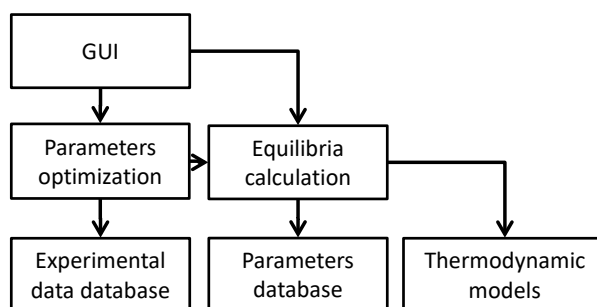 GUI
Parameters
optimization
Equilibria
calculation
Experimental
data database
Parameters
database
Thermodynamic
models